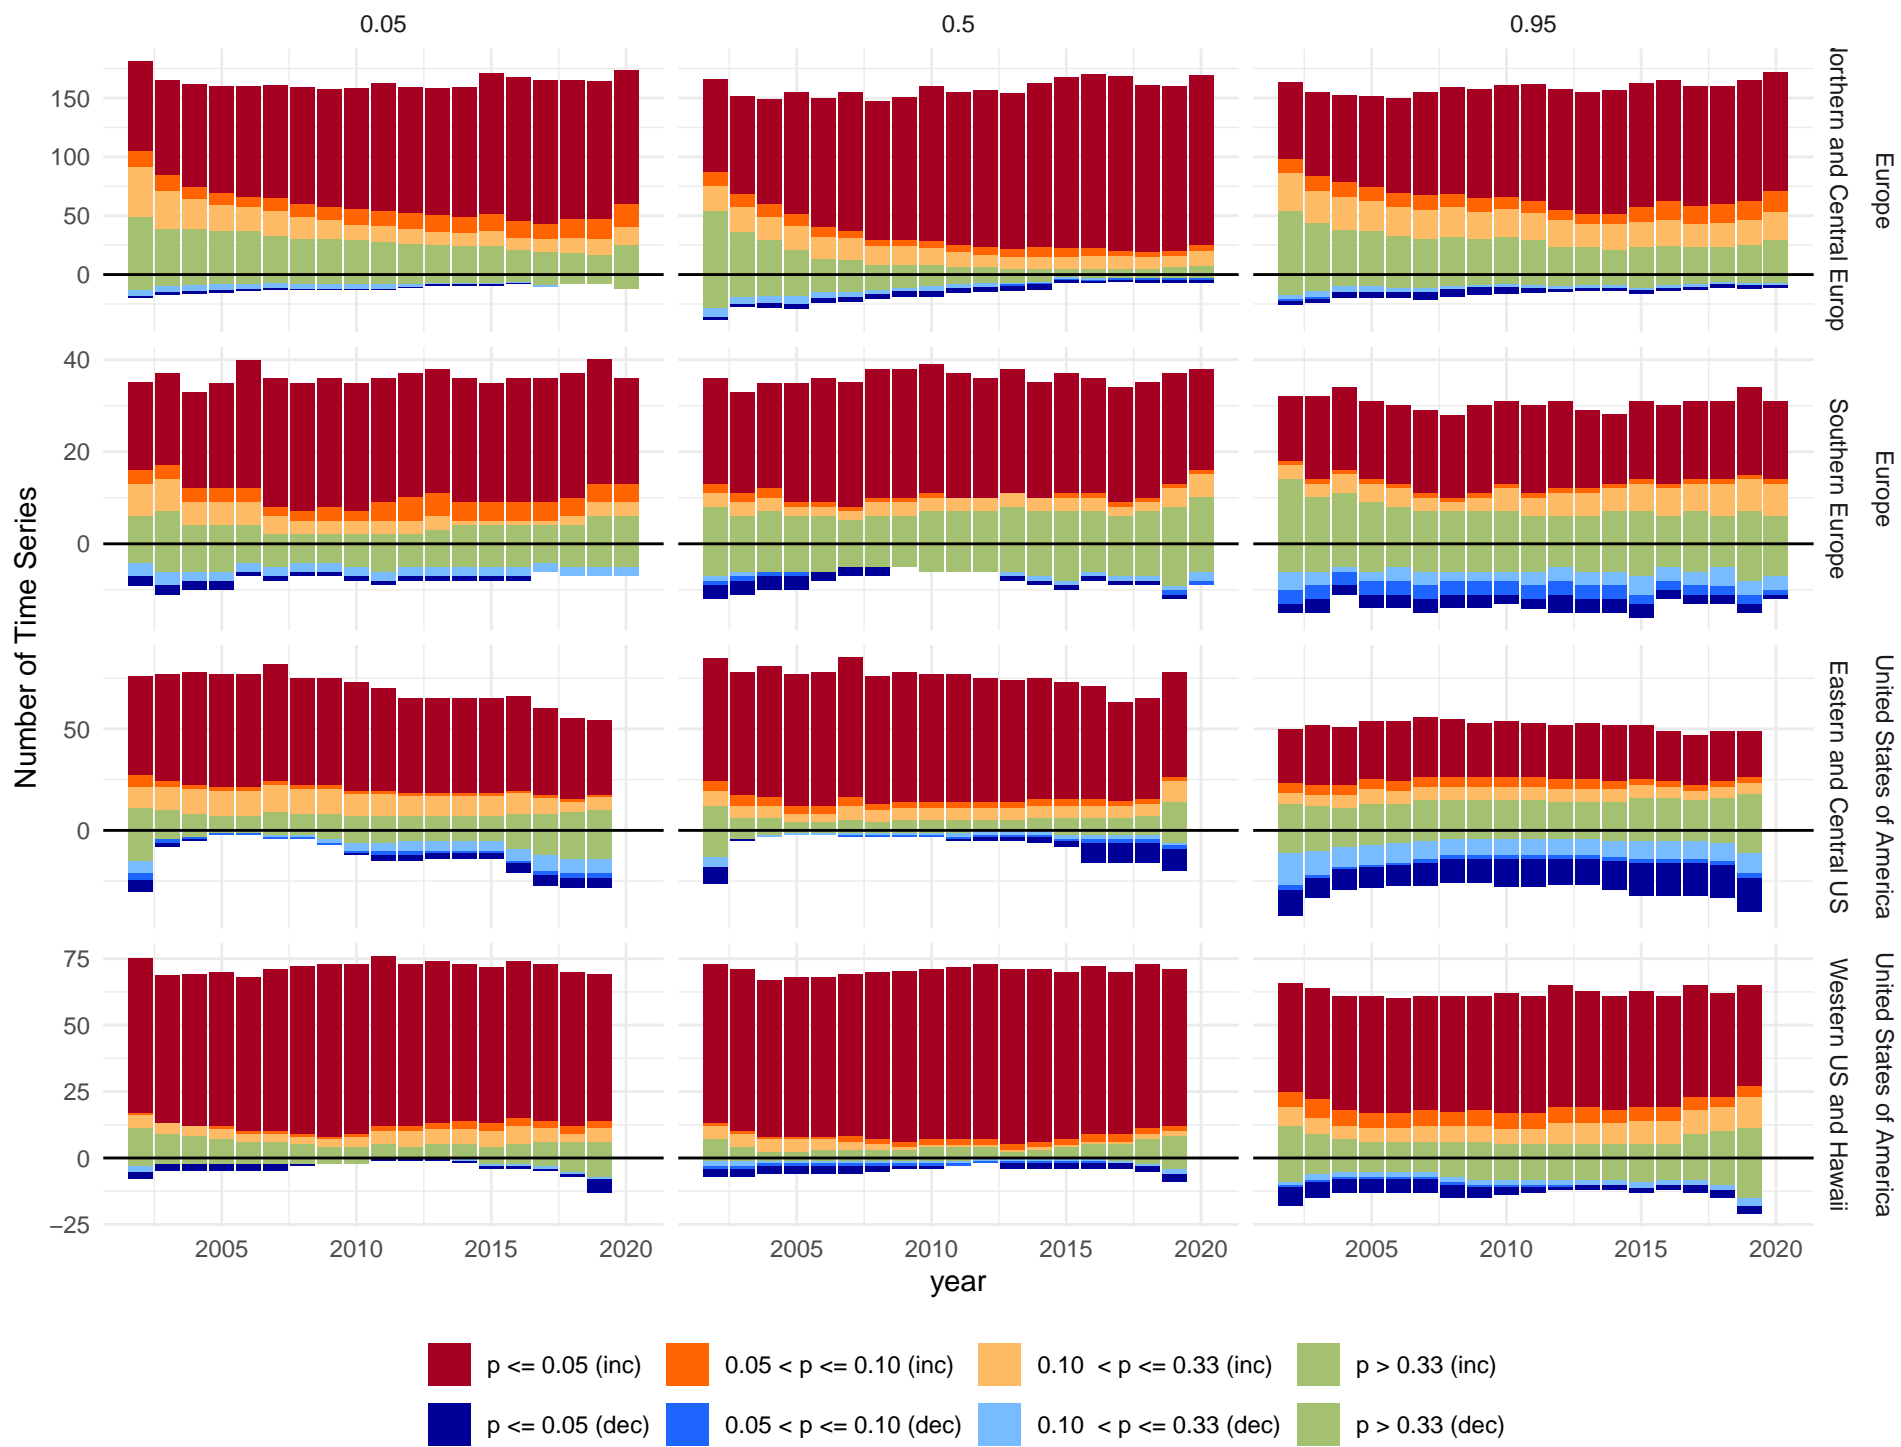 0.05 0.5 0.95
150
100
50
0
Northern and Central Europ
Europe
40
20
0
Southern Europe
Europe
50
0
Eastern and Central US
United States of America
75
50
25
0
−25
Western US and Hawaii
United States of America
Number of Time Series
2005 2010 2015 2020 2005 2010 2015 2020 2005 2010 2015 2020
year
p <= 0.05 (inc) 0.05 < p <= 0.10 (inc) 0.10 < p <= 0.33 (inc) p > 0.33 (inc)
p <= 0.05 (dec) 0.05 < p <= 0.10 (dec) 0.10 < p <= 0.33 (dec) p > 0.33 (dec)